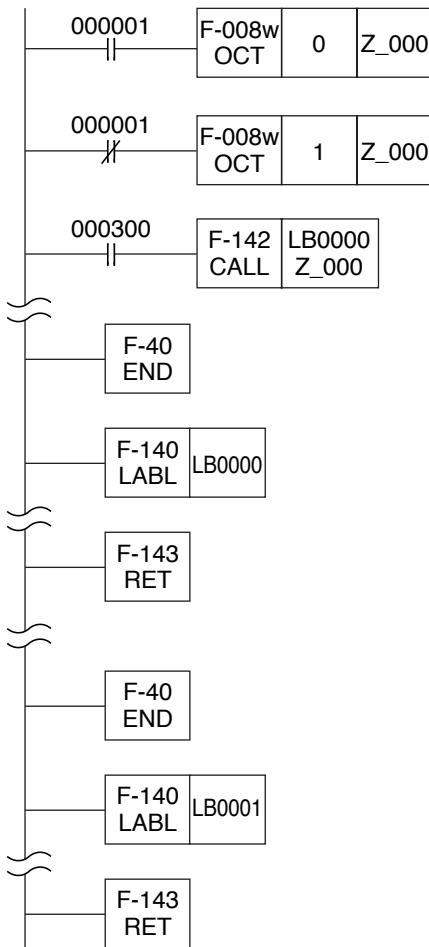 000001
F-008w
OCT
0
Z_000
000001
F-008w
OCT
1
Z_000
000300
F-142
CALL
LB0000
Z_000
F-40
END
F-140
LABL
LB0000
F-143
RET
F-40
END
F-140
LABL
LB0001
F-143
RET